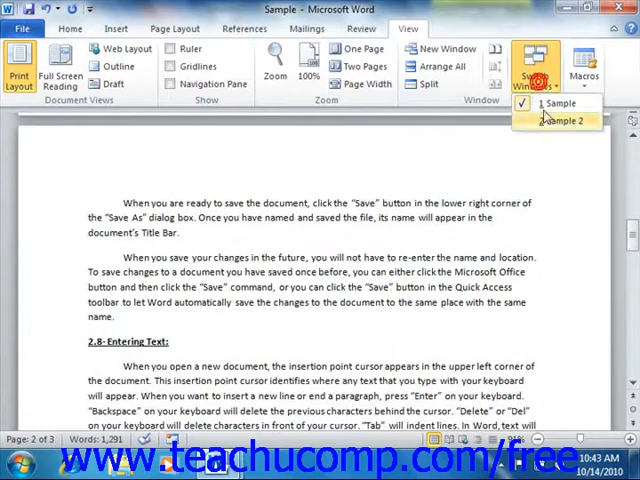 Sample - Microsoft Word
File Home Insert Page Layout References Mailings Review View
Print Layout
Full Screen Reading
Web Layout
Outline
Draft
Document Views
Ruler
Gridlines
Navigation Pane
Show
Zoom
100%
One Page
Two Pages
Page Width
Zoom
New Window
Arrange All
Split
Window
Switch Windows
Macros
Macros
1 Sample
2 Sample 2
When you are ready to save the document, click the “Save” button in the lower right corner of
the “Save As” dialog box. Once you have named and saved the file, its name will appear in the
document’s Title Bar.
When you save your changes in the future, you will not have to re-enter the name and location.
To save changes to a document you have saved once before, you can either click the Microsoft Office
button and then click the “Save” command, or you can click the “Save” button in the Quick Access
toolbar to let Word automatically save the changes to the document to the same place with the same
name.
2.8- Entering Text:
When you open a new document, the insertion point cursor appears in the upper left corner of
the document. This insertion point cursor identifies where any text that you type with your keyboard
will appear. When you want to insert a new line or end a paragraph, press “Enter” on your keyboard.
“Backspace” on your keyboard will delete the previous characters behind the cursor. “Delete” or “Del”
on your keyboard will delete characters in front of your cursor. “Tab” will indent lines. In Word, text will
Page: 2 of 3 Words: 1,291
www.teachucomp.com/free
10:43 AM
10/14/2010